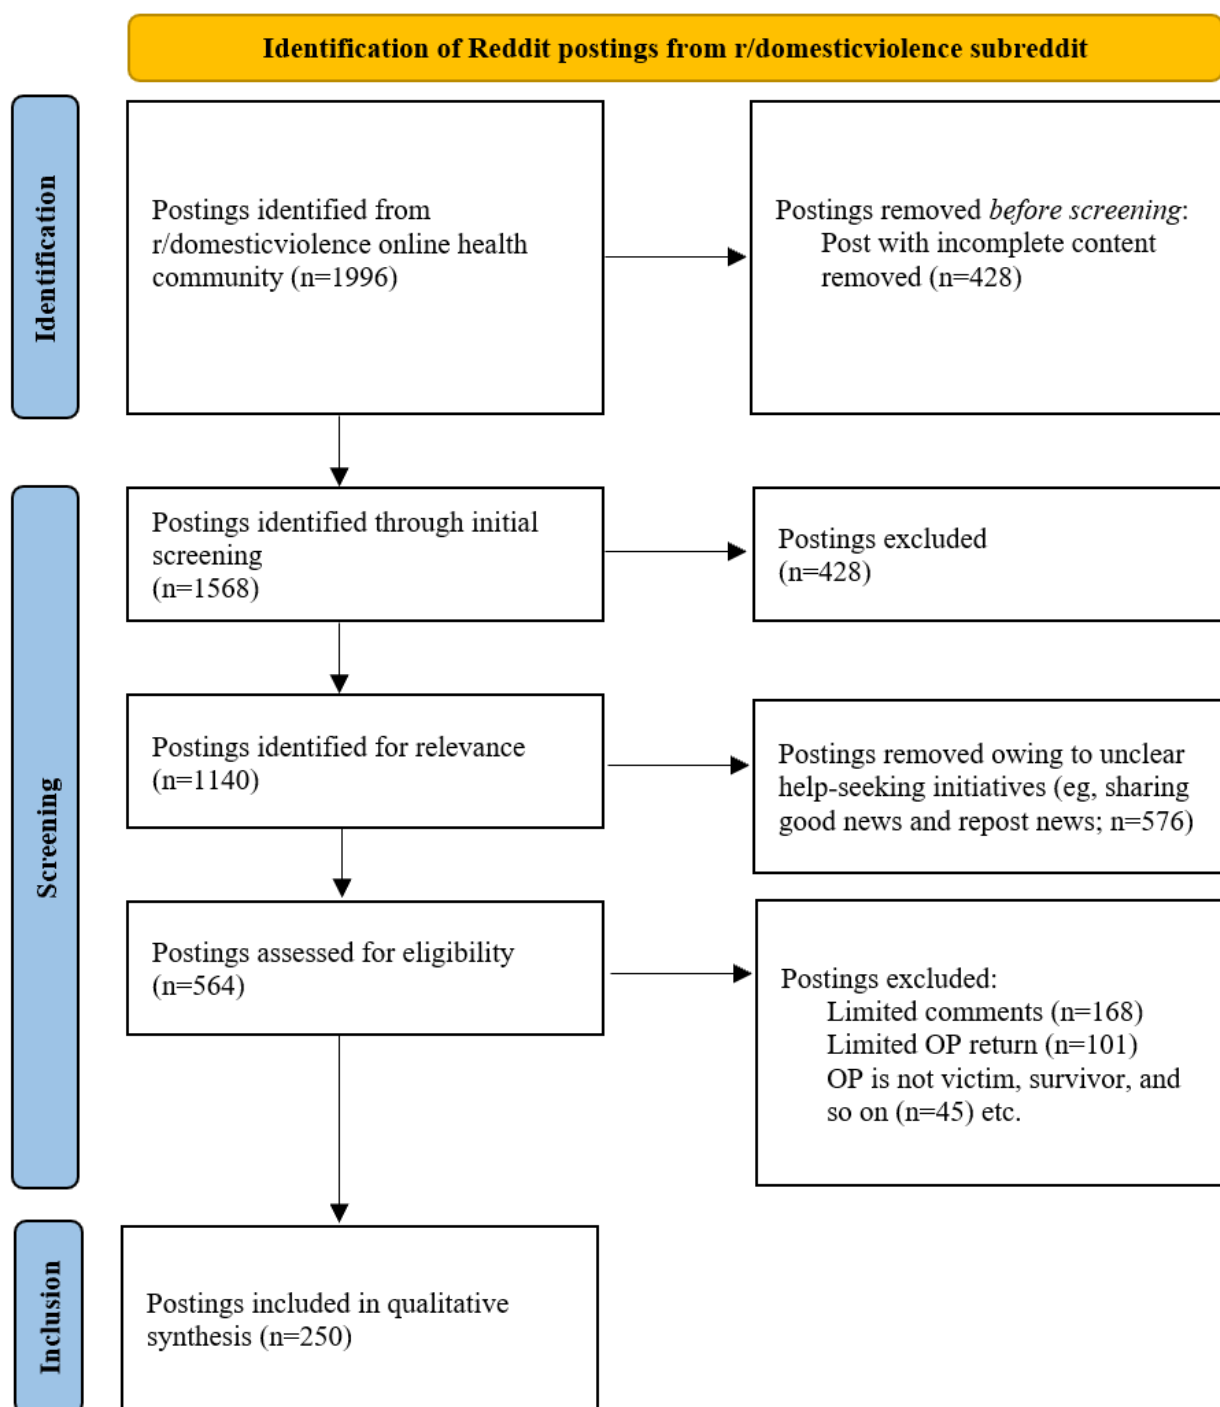 Identification of Reddit postings from r/domesticviolence subreddit
Identification
Postings identified from
r/domesticviolence online health
community (n=1996)
Postings removed before screening:
Post with incomplete content
removed (n=428)
Screening
Postings identified through initial
screening
(n=1568)
Postings excluded
(n=428)
Postings identified for relevance
(n=1140)
Postings removed owing to unclear
help-seeking initiatives (eg, sharing
good news and repost news; n=576)
Postings assessed for eligibility
(n=564)
Postings excluded:
Limited comments (n=168)
Limited OP return (n=101)
OP is not victim, survivor, and
so on (n=45) etc.
Inclusion
Postings included in qualitative
synthesis (n=250)